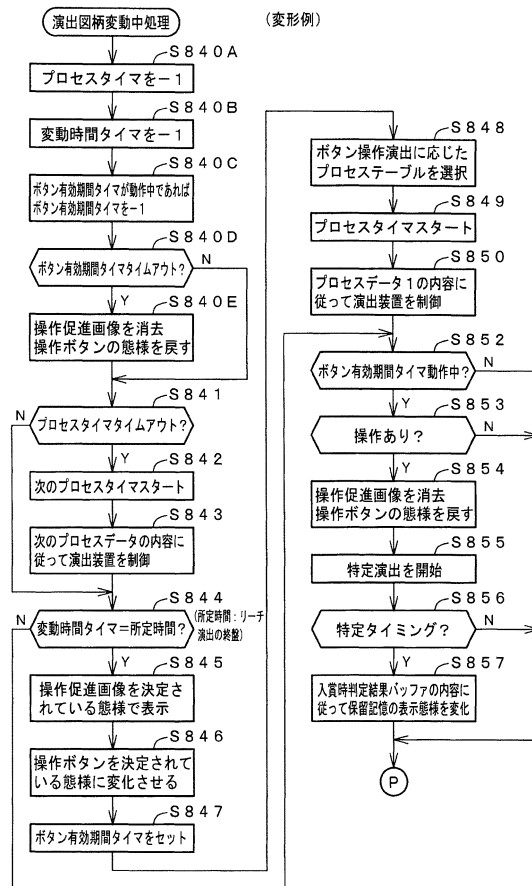 (変形例)
演出図柄変動中処理
S840A
プロセスタイマを－1
S840B
変動時間タイマを－1
S840C
ボタン有効期間タイマが動作中であれば
ボタン有効期間タイマを－1
S840D
ボタン有効期間タイマタイムアウト?
N
Y
S840E
操作促進画像を消去
操作ボタンの態様を戻す
S841
N
プロセスタイマタイムアウト?
Y
S842
次のプロセスタイマスタート
S843
次のプロセスデータの内容に
従って演出装置を制御
S844
N
変動時間タイマ＝所定時間?
(所定時間：リーチ
演出の終盤)
Y
S845
操作促進画像を決定さ
れている態様で表示
S846
操作ボタンを決定されて
いる態様に変化させる
S847
ボタン有効期間タイマをセット
S848
ボタン操作演出に応じた
プロセステーブルを選択
S849
プロセスタイマスタート
S850
プロセスデータ1の内容に
従って演出装置を制御
S852
ボタン有効期間タイマ動作中?
N
Y
S853
操作あり?
N
Y
S854
操作促進画像を消去
操作ボタンの態様を戻す
S855
特定演出を開始
S856
特定タイミング?
N
Y
S857
入賞時判定結果バッファの内容に
従って保留記憶の表示態様を変化
P